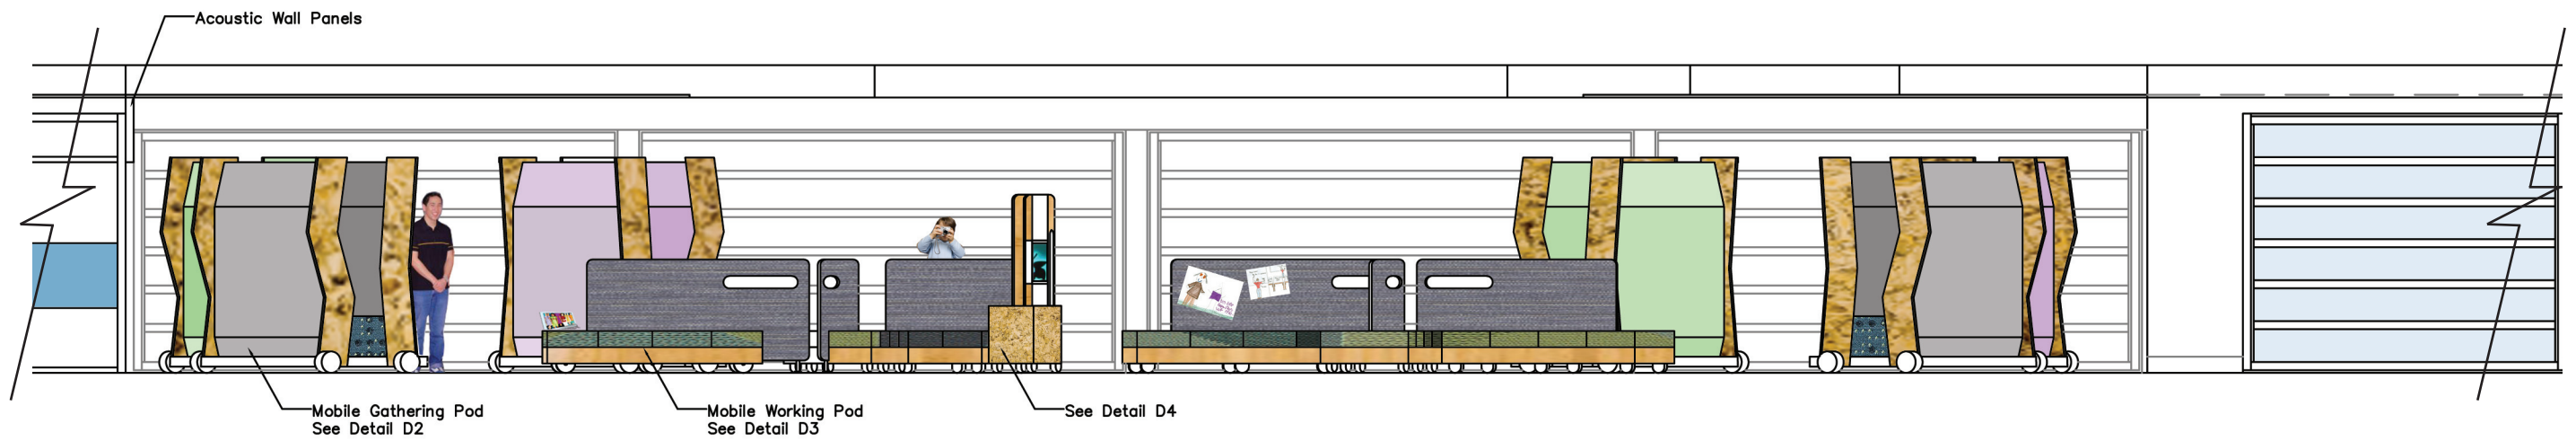 Acoustic Wall Panels
Mobile Gathering Pod
See Detail D2
Mobile Working Pod
See Detail D3
See Detail D4